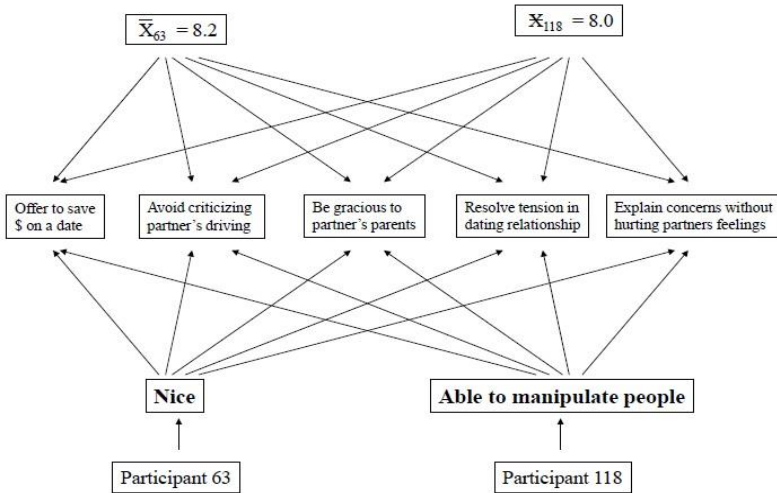 X̅₆₃ = 8.2
X̶₁₁₈ = 8.0
Offer to save
$ on a date
Avoid criticizing
partner’s driving
Be gracious to
partner’s parents
Resolve tension in
dating relationship
Explain concerns without
hurting partners feelings
Nice
Able to manipulate people
Participant 63
Participant 118